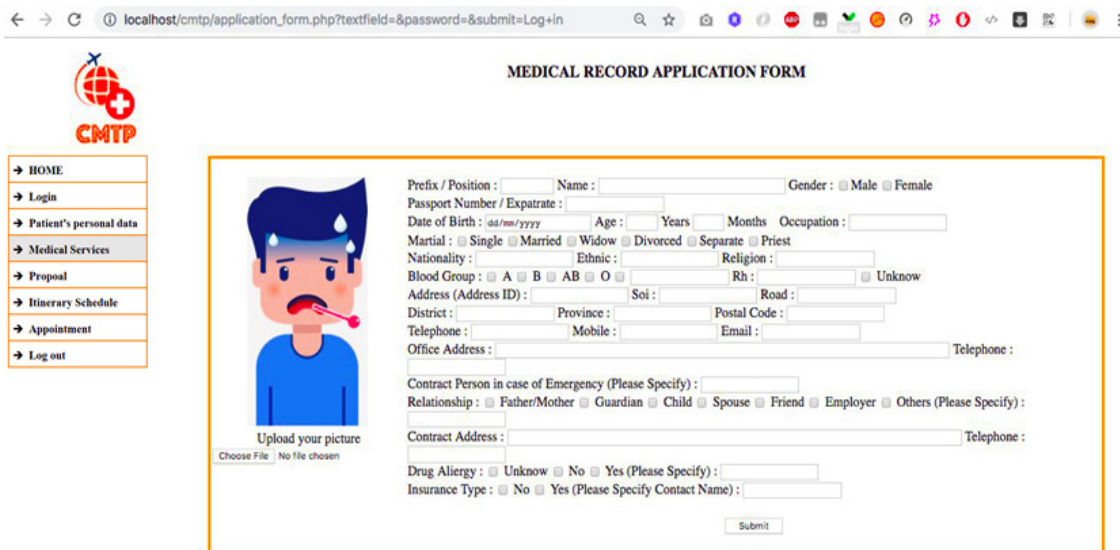 localhost/cmtp/application_form.php?textfield=&password=&submit=Log+in
CMTP
MEDICAL RECORD APPLICATION FORM
→ HOME
→ Login
→ Patient's personal data
→ Medical Services
→ Propoal
→ Itinerary Schedule
→ Appointment
→ Log out
Upload your picture
Choose File No file chosen
Prefix / Position : Name : Gender : Male Female
Passport Number / Expatrate :
Date of Birth : dd/mm/yyyy Age : Years Months Occupation :
Martial : Single Married Widow Divorced Separate Priest
Nationality : Ethnic : Religion :
Blood Group : A B AB O Rh : Unknow
Address (Address ID) : Soi : Road :
District : Province : Postal Code :
Telephone : Mobile : Email :
Office Address : Telephone :
Contract Person in case of Emergency (Please Specify) :
Relationship : Father/Mother Guardian Child Spouse Friend Employer Others (Please Specify) :
Contract Address : Telephone :
Drug Aliergy : Unknow No Yes (Please Specify) :
Insurance Type : No Yes (Please Specify Contact Name) :
Submit